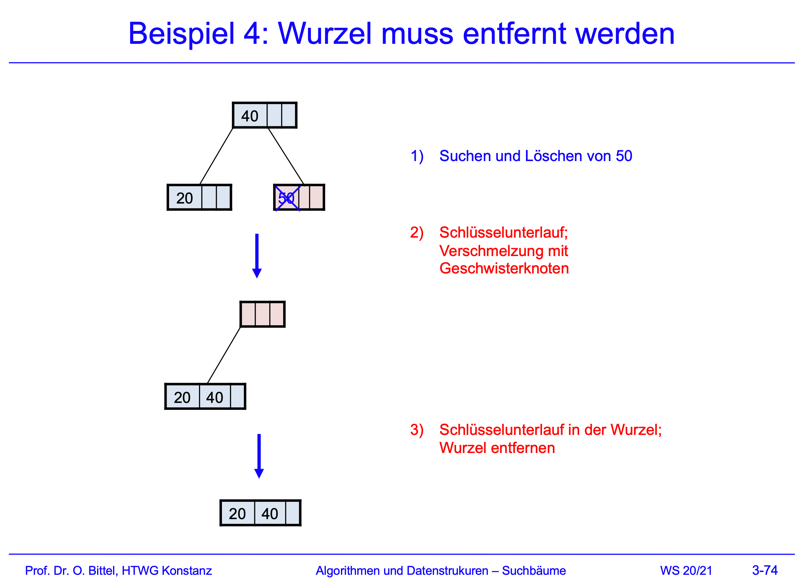 Beispiel 4: Wurzel muss entfernt werden
40
1) Suchen und Löschen von 50
20
50
2) Schlüsselunterlauf;
Verschmelzung mit
Geschwisterknoten
20 40
3) Schlüsselunterlauf in der Wurzel;
Wurzel entfernen
20 40
Prof. Dr. O. Bittel, HTWG Konstanz
Algorithmen und Datenstrukuren – Suchbäume
WS 20/21
3-74